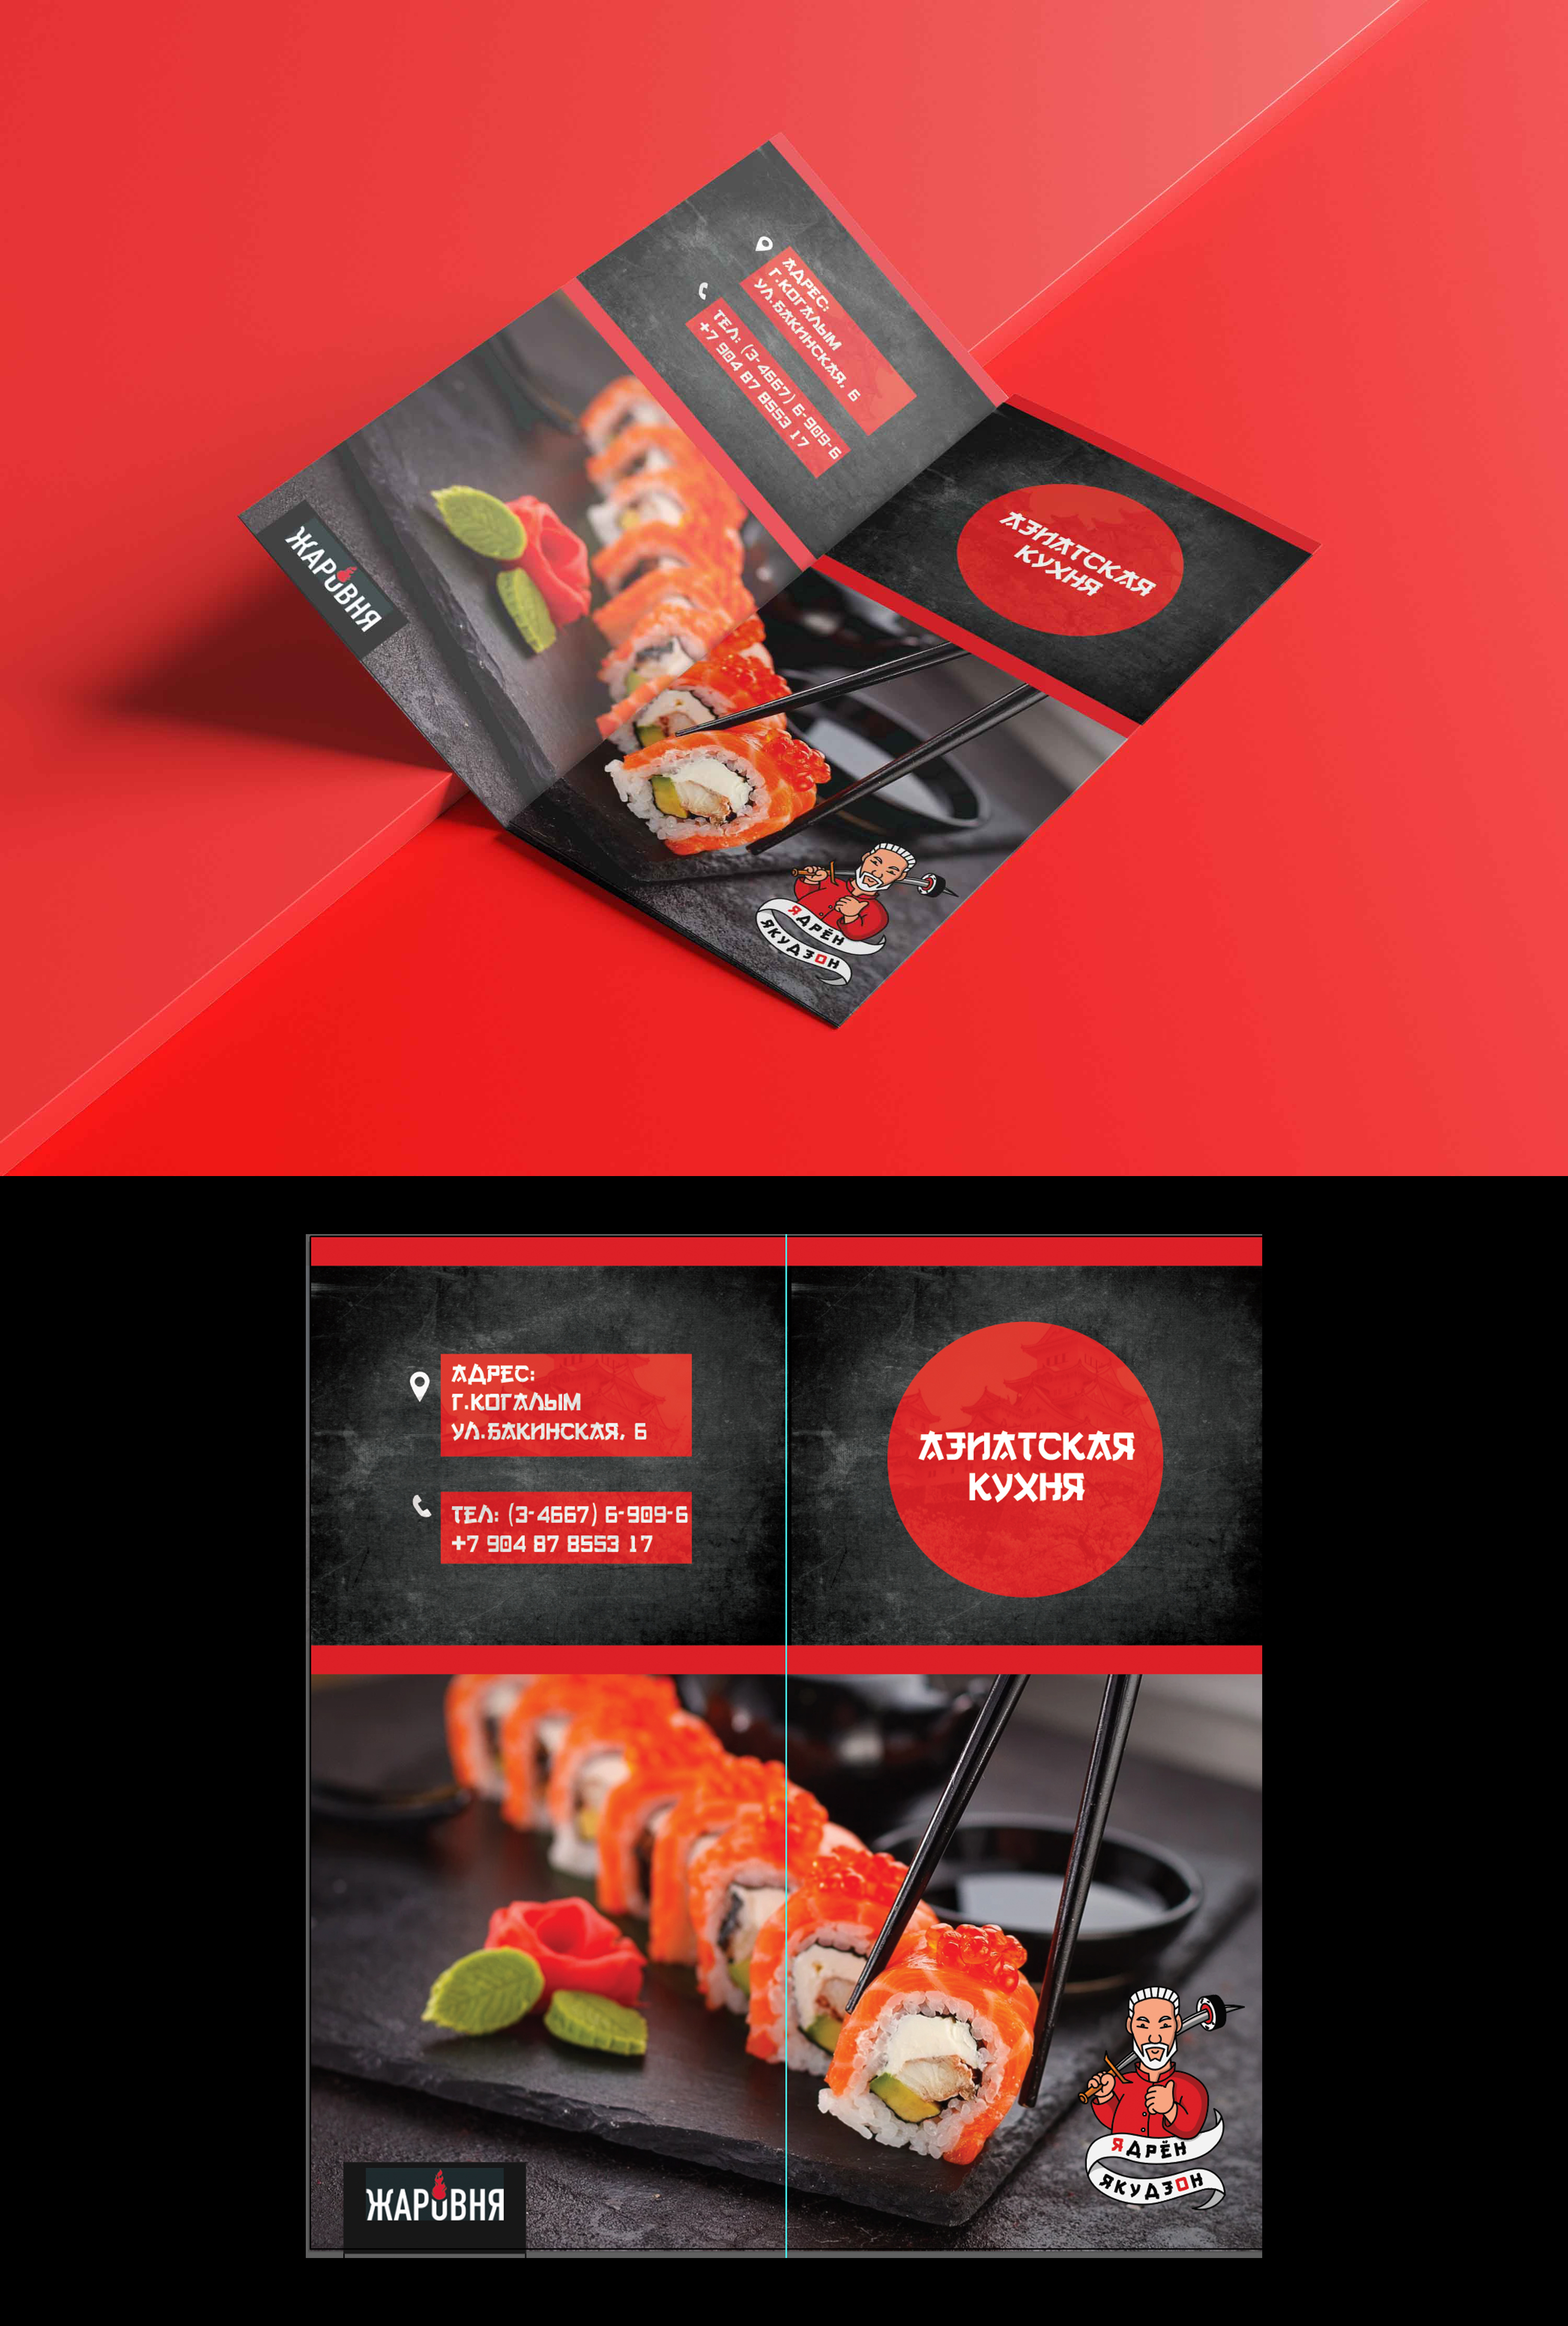 АДРЕС:
Г.КОГАЛЫМ
УЛ.БАКИНСКАЯ, 6
ТЕЛ: (3-4667) 6-909-6
+7 904 87 8553 17
АЗИАТСКАЯ
КУХНЯ
ЖАРОВНЯ
ЯДРЁН
ЯКУДЗОН
АДРЕС:
Г.КОГАЛЫМ
УЛ.БАКИНСКАЯ, 6
ТЕЛ: (3-4667) 6-909-6
+7 904 87 8553 17
АЗИАТСКАЯ
КУХНЯ
ЖАРОВНЯ
ЯДРЁН
ЯКУДЗОН